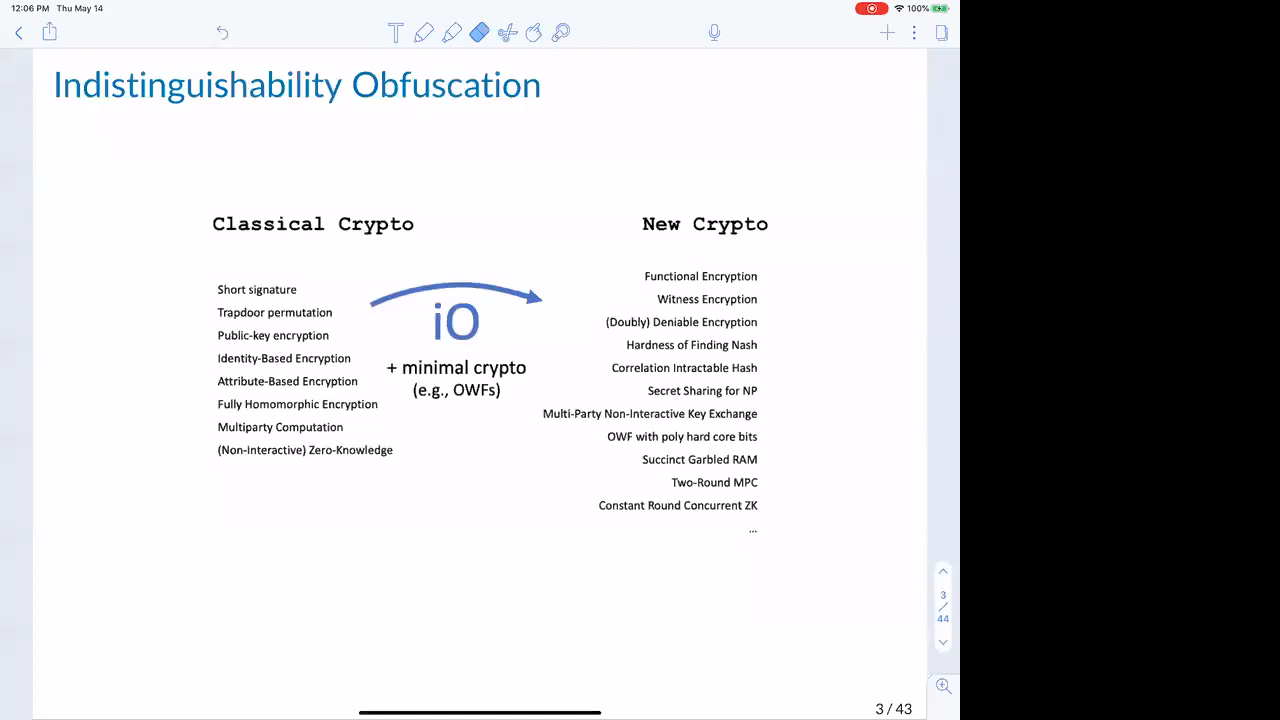 12:06 PM Thu May 14
100%
Indistinguishability Obfuscation
Classical Crypto
Short signature
Trapdoor permutation
Public-key encryption
Identity-Based Encryption
Attribute-Based Encryption
Fully Homomorphic Encryption
Multiparty Computation
(Non-Interactive) Zero-Knowledge
iO
+ minimal crypto
(e.g., OWFs)
New Crypto
Functional Encryption
Witness Encryption
(Doubly) Deniable Encryption
Hardness of Finding Nash
Correlation Intractable Hash
Secret Sharing for NP
Multi-Party Non-Interactive Key Exchange
OWF with poly hard core bits
Succinct Garbled RAM
Two-Round MPC
Constant Round Concurrent ZK
...
3
/
44
3 / 43